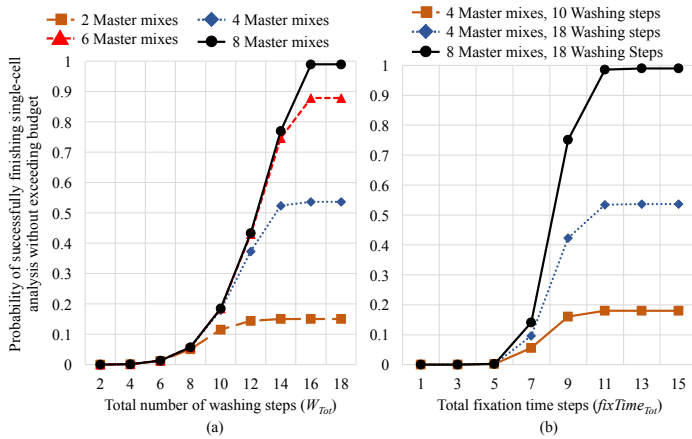 2 Master mixes
4 Master mixes
6 Master mixes
8 Master mixes
Probability of successfully finishing single-cell
analysis without exceeding budget
1
0.9
0.8
0.7
0.6
0.5
0.4
0.3
0.2
0.1
0
2 4 6 8 10 12 14 16 18
Total number of washing steps (W_Tot)
(a)
4 Master mixes, 10 Washing steps
4 Master mixes, 18 Washing steps
8 Master mixes, 18 Washing Steps
1
0.9
0.8
0.7
0.6
0.5
0.4
0.3
0.2
0.1
0
1 3 5 7 9 11 13 15
Total fixation time steps (fixTime_Tot)
(b)